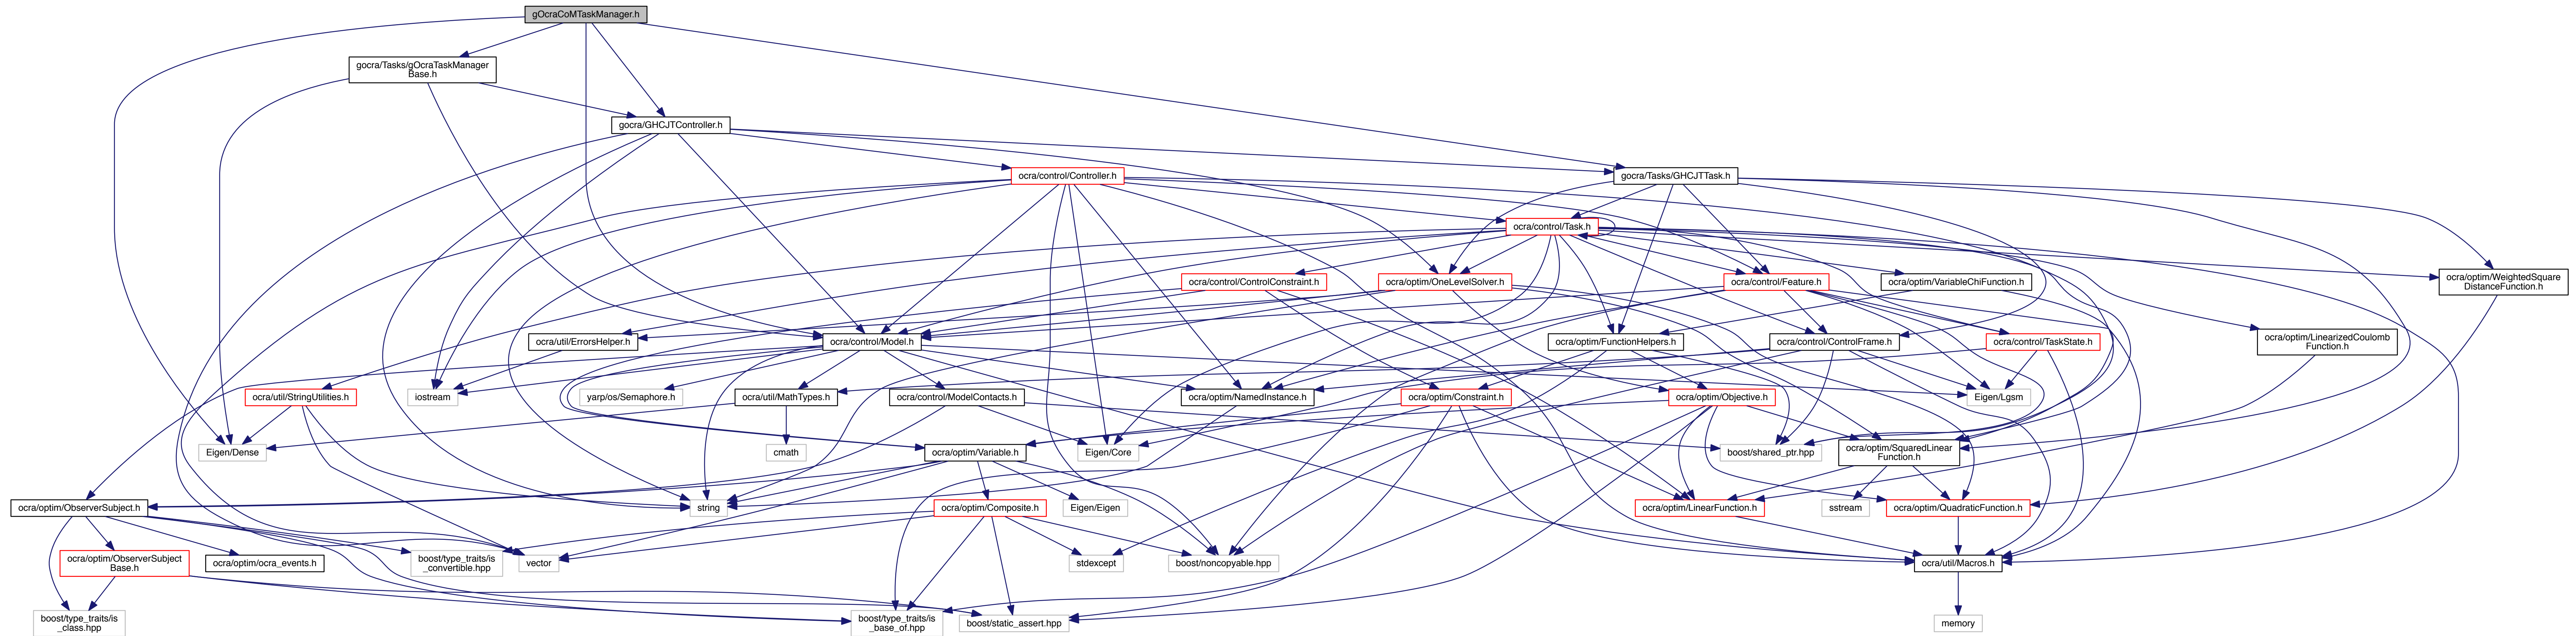 gOcraCoMTaskManager.h
gocra/Tasks/gOcraTaskManager
Base.h
gocra/GHCJTController.h
ocra/control/Controller.h
gocra/Tasks/GHCJTTask.h
ocra/control/Task.h
ocra/control/ControlConstraint.h
ocra/optim/OneLevelSolver.h
ocra/control/Feature.h
ocra/optim/VariableChiFunction.h
ocra/optim/WeightedSquare
DistanceFunction.h
ocra/util/ErrorsHelper.h
ocra/control/Model.h
ocra/optim/FunctionHelpers.h
ocra/control/ControlFrame.h
ocra/control/TaskState.h
ocra/optim/LinearizedCoulomb
Function.h
ocra/util/StringUtilities.h
iostream
yarp/os/Semaphore.h
ocra/util/MathTypes.h
ocra/control/ModelContacts.h
ocra/optim/NamedInstance.h
ocra/optim/Constraint.h
ocra/optim/Objective.h
Eigen/Lgsm
Eigen/Dense
cmath
ocra/optim/Variable.h
Eigen/Core
boost/shared_ptr.hpp
ocra/optim/SquaredLinear
Function.h
ocra/optim/ObserverSubject.h
string
ocra/optim/Composite.h
Eigen/Eigen
ocra/optim/LinearFunction.h
sstream
ocra/optim/QuadraticFunction.h
ocra/optim/ObserverSubject
Base.h
ocra/optim/ocra_events.h
boost/type_traits/is
_convertible.hpp
vector
stdexcept
boost/noncopyable.hpp
ocra/util/Macros.h
boost/type_traits/is
_class.hpp
boost/type_traits/is
_base_of.hpp
boost/static_assert.hpp
memory